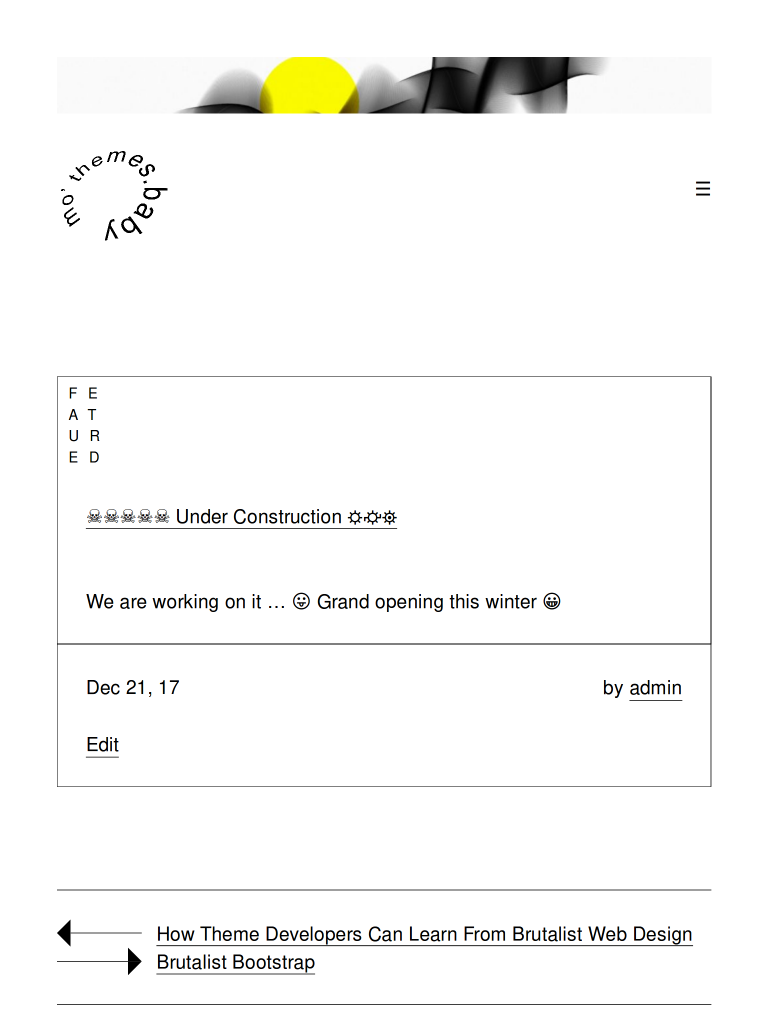 mo' themes.baby
☰
F E
A T
U R
E D
☠☠☠☠☠ Under Construction ☼☼☸
We are working on it … 😛 Grand opening this winter 😀
Dec 21, 17 by admin
Edit
How Theme Developers Can Learn From Brutalist Web Design
Brutalist Bootstrap